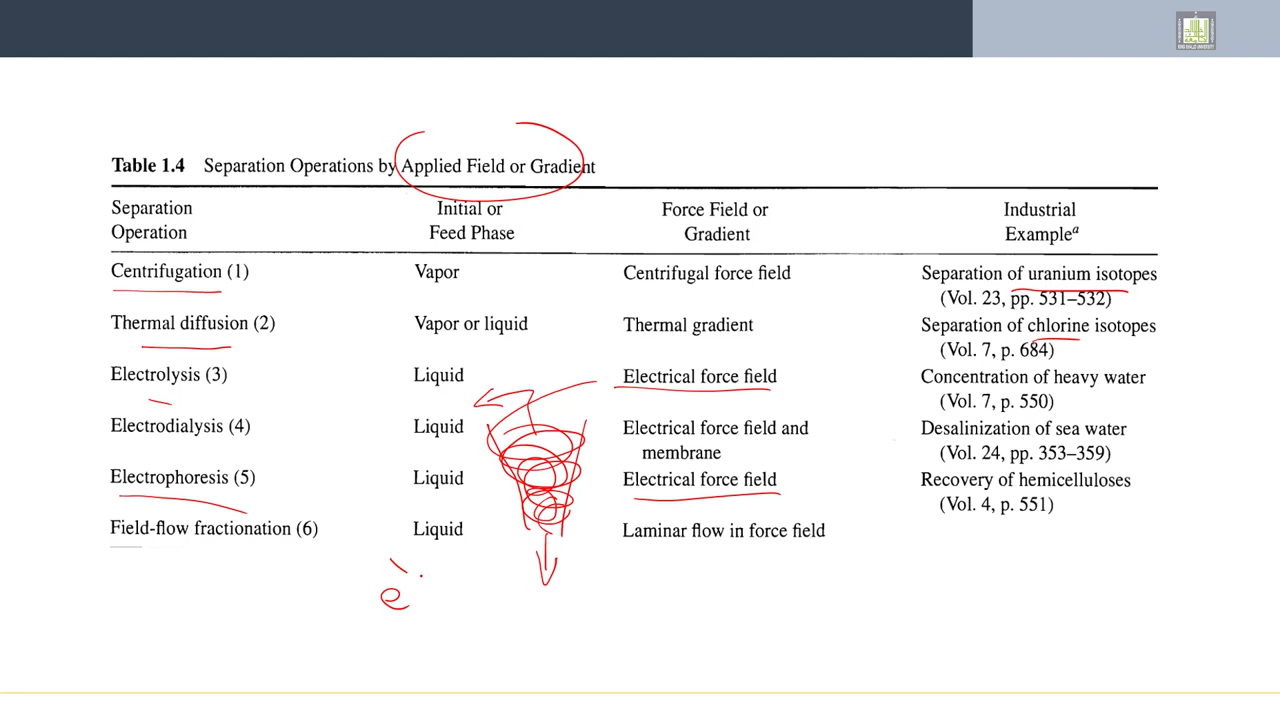 Table 1.4 Separation Operations by Applied Field or Gradient
Separation Operation
Initial or Feed Phase
Force Field or Gradient
Industrial Exampleᵃ
Centrifugation (1)
Vapor
Centrifugal force field
Separation of uranium isotopes
(Vol. 23, pp. 531–532)
Thermal diffusion (2)
Vapor or liquid
Thermal gradient
Separation of chlorine isotopes
(Vol. 7, p. 684)
Electrolysis (3)
Liquid
Electrical force field
Concentration of heavy water
(Vol. 7, p. 550)
Electrodialysis (4)
Liquid
Electrical force field and
membrane
Desalinization of sea water
(Vol. 24, pp. 353–359)
Electrophoresis (5)
Liquid
Electrical force field
Recovery of hemicelluloses
(Vol. 4, p. 551)
Field-flow fractionation (6)
Liquid
Laminar flow in force field
e